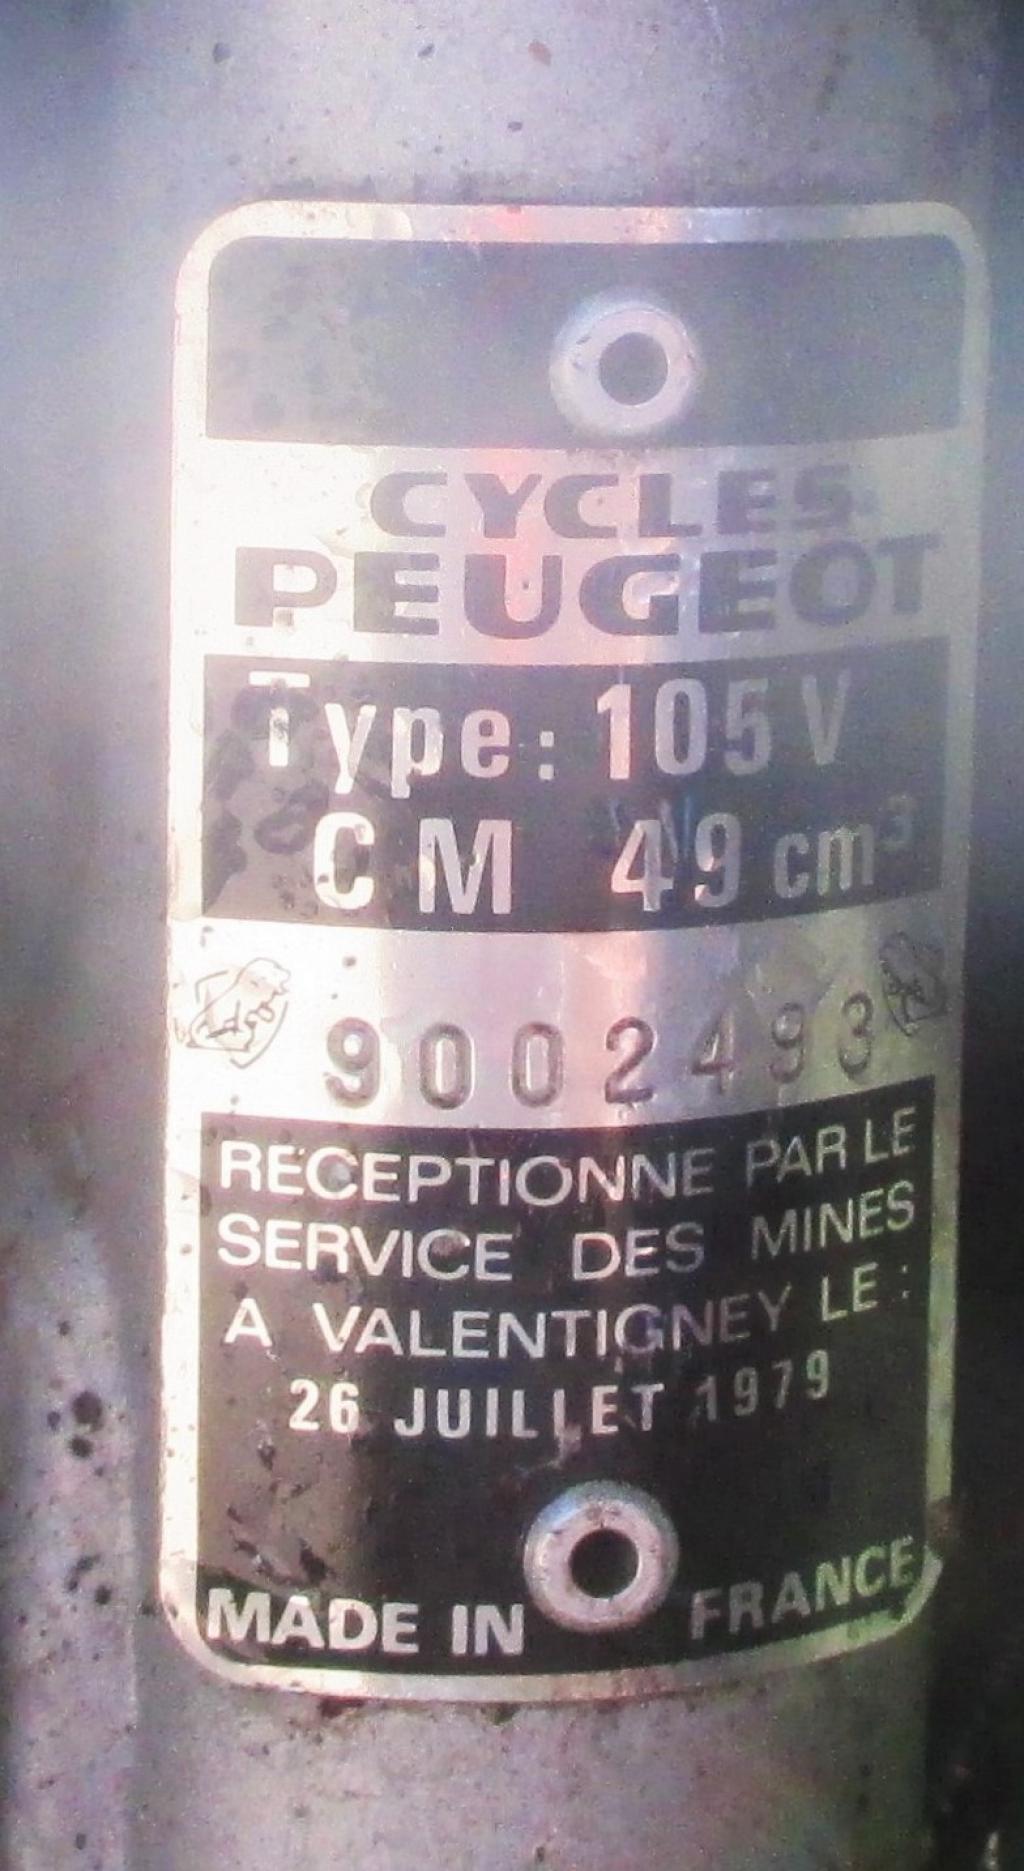 CYCLES
PEUGEOT
Type: 105 V
CM 49 cm³
9002493
RECEPTIONNE PAR LE
SERVICE DES MINES
A VALENTIGNEY LE :
26 JUILLET 1979
MADE IN FRANCE